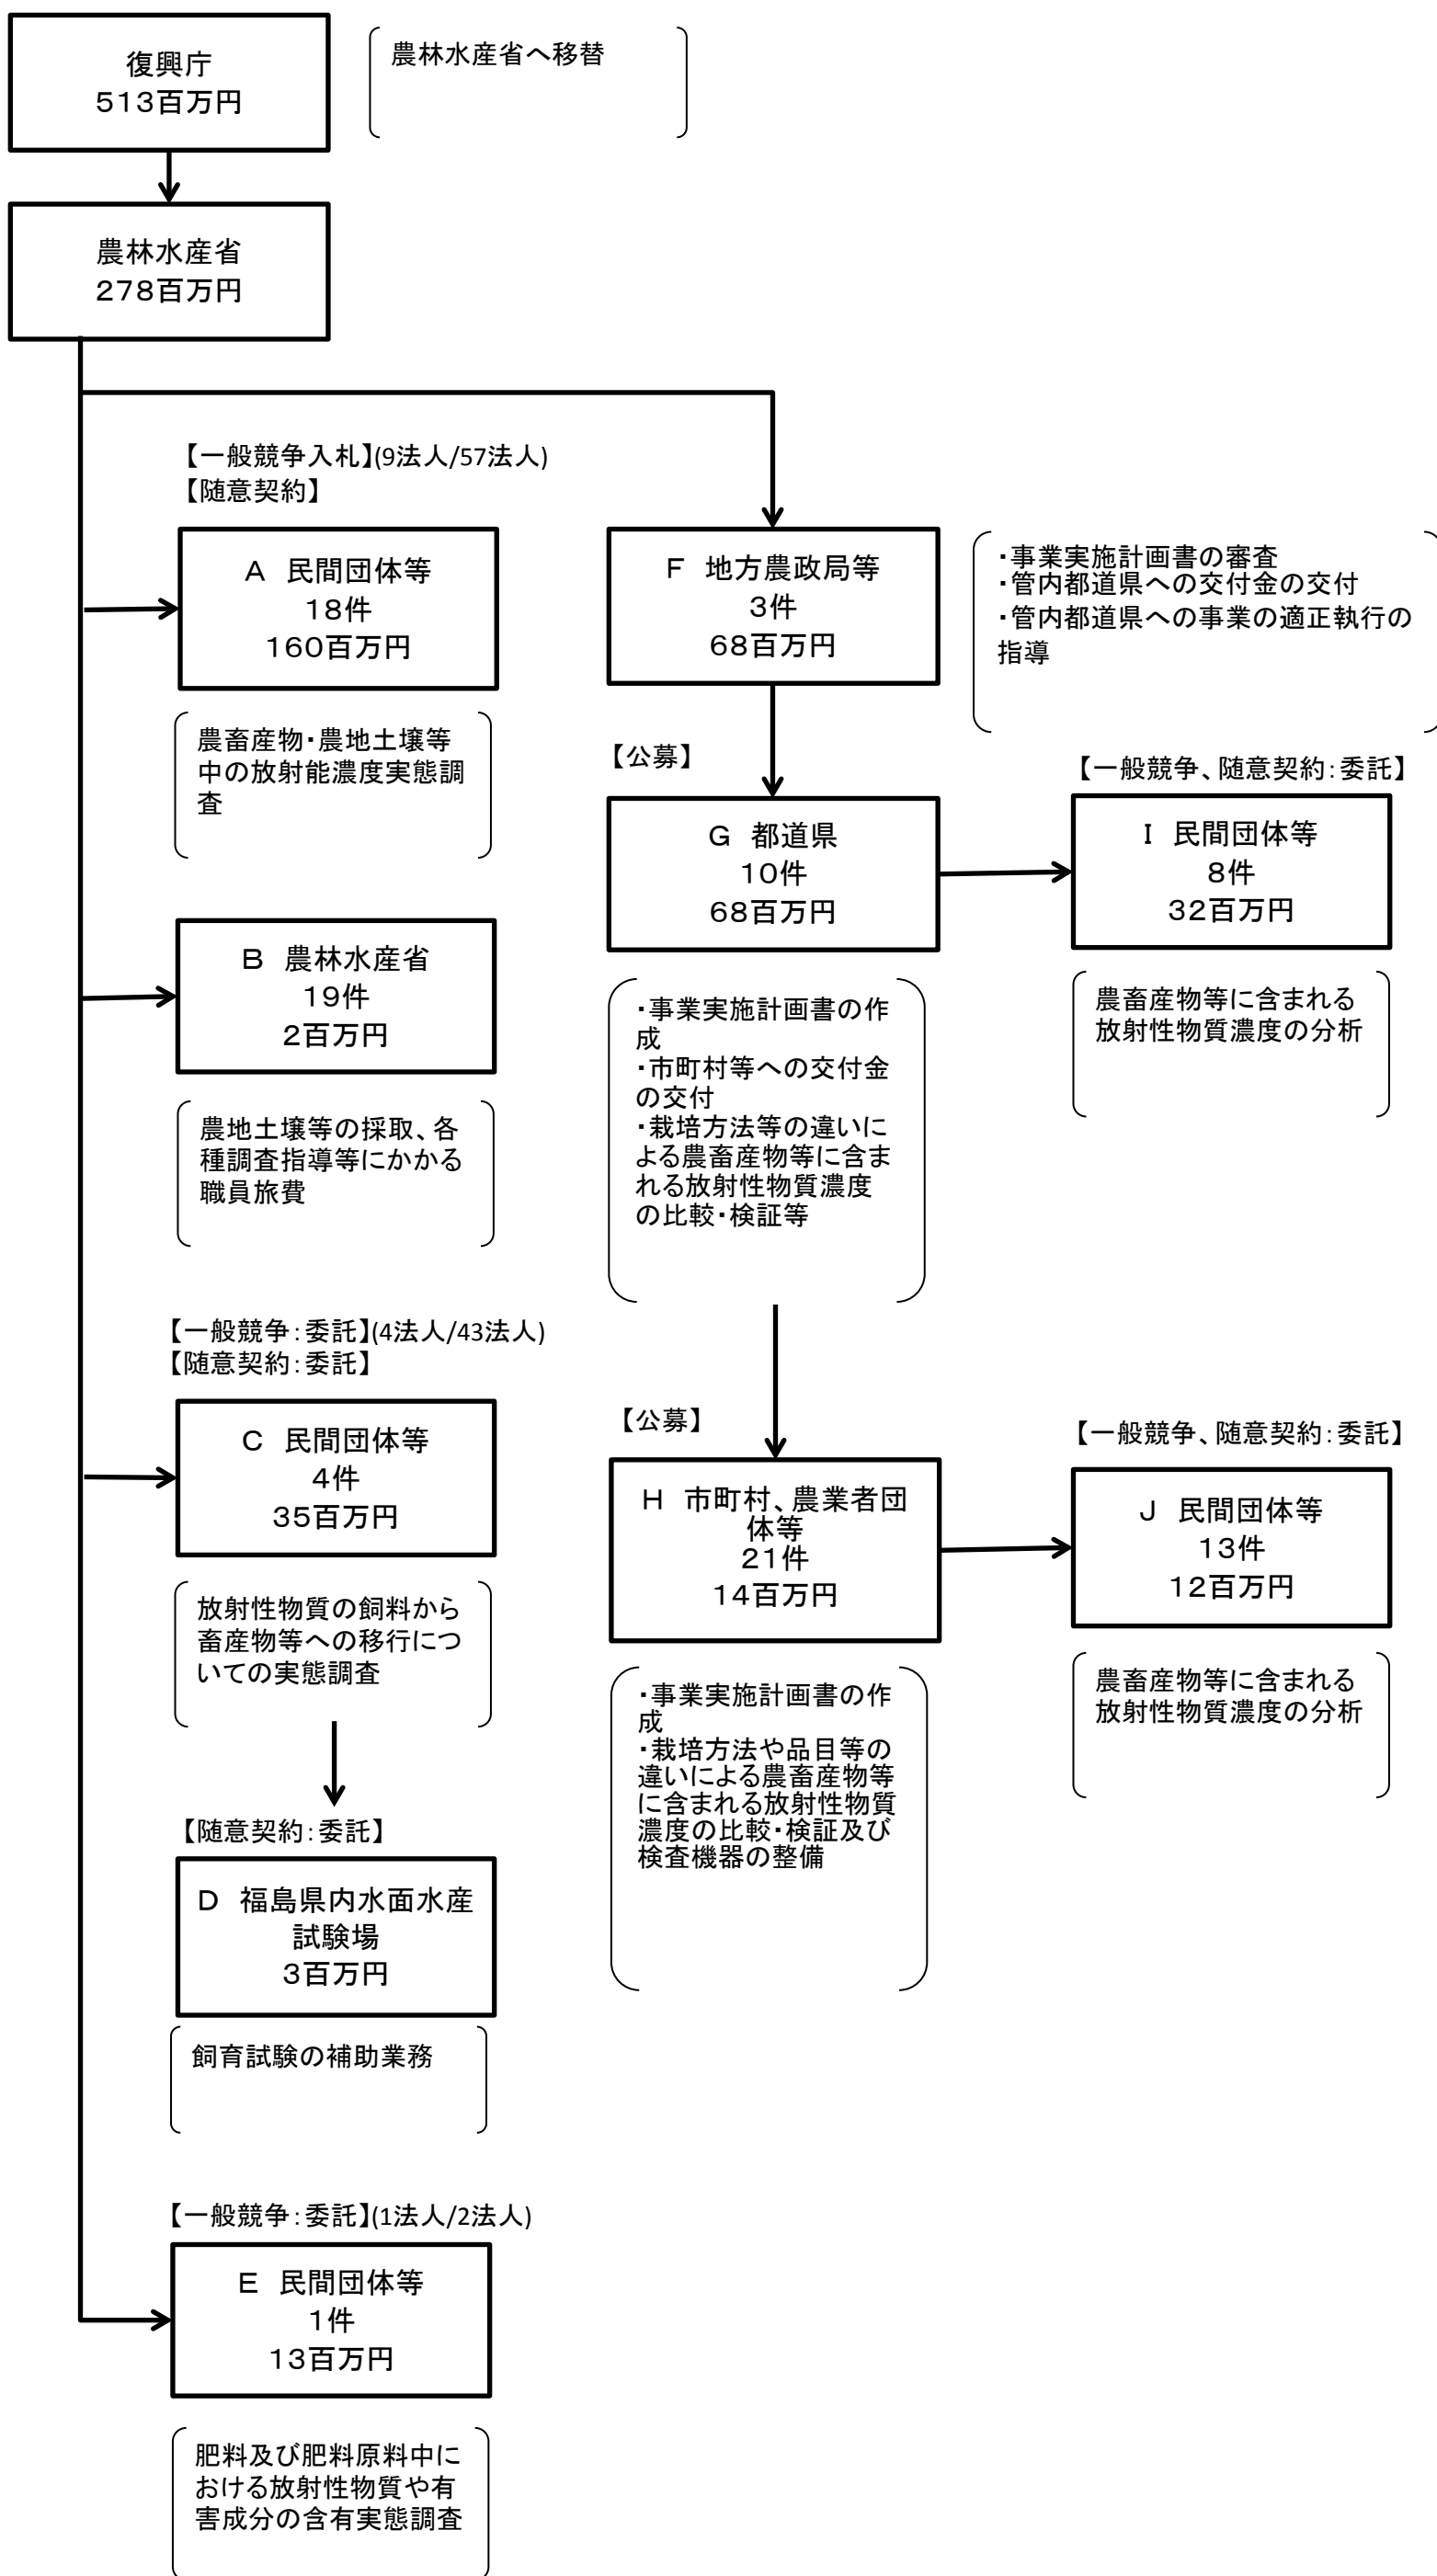 復興庁
513百万円
農林水産省へ移替
農林水産省
278百万円
【一般競争入札】(9法人/57法人)
【随意契約】
A 民間団体等
18件
160百万円
農畜産物・農地土壌等
中の放射能濃度実態調
査
B 農林水産省
19件
2百万円
農地土壌等の採取、各
種調査指導等にかかる
職員旅費
【一般競争:委託】(4法人/43法人)
【随意契約:委託】
C 民間団体等
4件
35百万円
放射性物質の飼料から
畜産物等への移行につ
いての実態調査
【随意契約:委託】
D 福島県内水面水産
試験場
3百万円
飼育試験の補助業務
【一般競争:委託】(1法人/2法人)
E 民間団体等
1件
13百万円
肥料及び肥料原料中に
おける放射性物質や有
害成分の含有実態調査
F 地方農政局等
3件
68百万円
・事業実施計画書の審査
・管内都道県への交付金の交付
・管内都道県への事業の適正執行の
指導
【公募】
G 都道県
10件
68百万円
・事業実施計画書の作
成
・市町村等への交付金
の交付
・栽培方法等の違いに
よる農畜産物等に含ま
れる放射性物質濃度
の比較・検証等
【一般競争、随意契約:委託】
I 民間団体等
8件
32百万円
農畜産物等に含まれる
放射性物質濃度の分析
【公募】
H 市町村、農業者団
体等
21件
14百万円
・事業実施計画書の作
成
・栽培方法や品目等の
違いによる農畜産物等
に含まれる放射性物質
濃度の比較・検証及び
検査機器の整備
【一般競争、随意契約:委託】
J 民間団体等
13件
12百万円
農畜産物等に含まれる
放射性物質濃度の分析